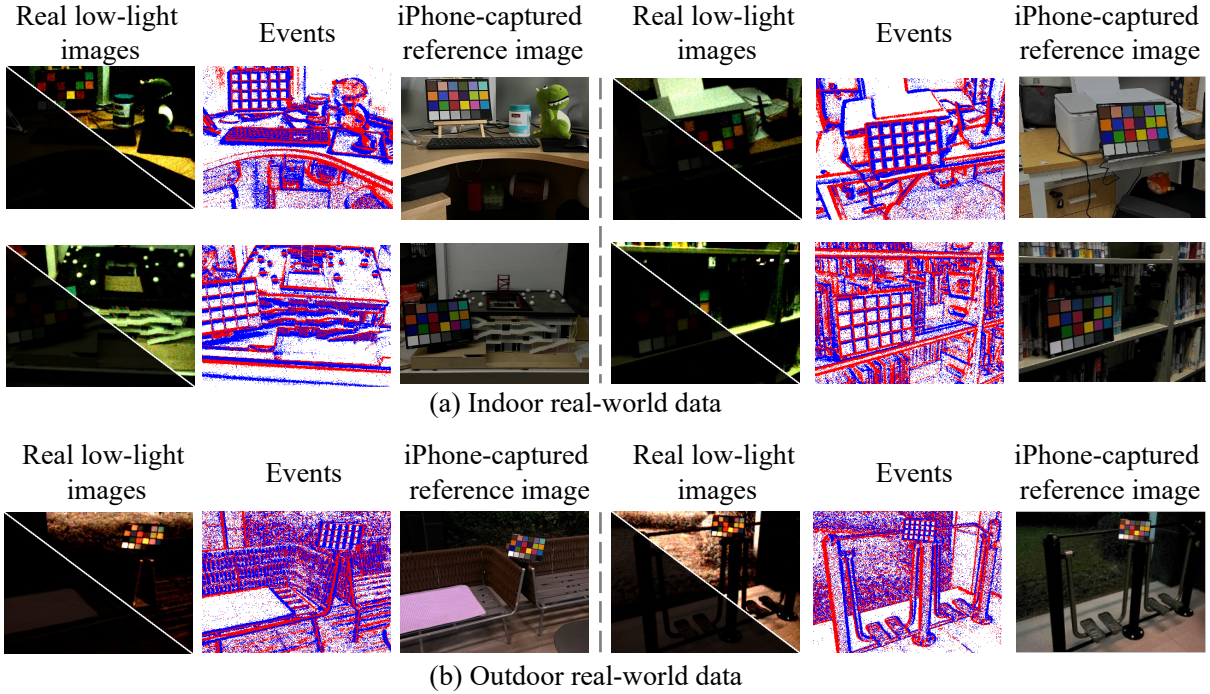 Real low-light
images
Events
iPhone-captured
reference image
Real low-light
images
Events
iPhone-captured
reference image
(a) Indoor real-world data
Real low-light
images
Events
iPhone-captured
reference image
Real low-light
images
Events
iPhone-captured
reference image
(b) Outdoor real-world data